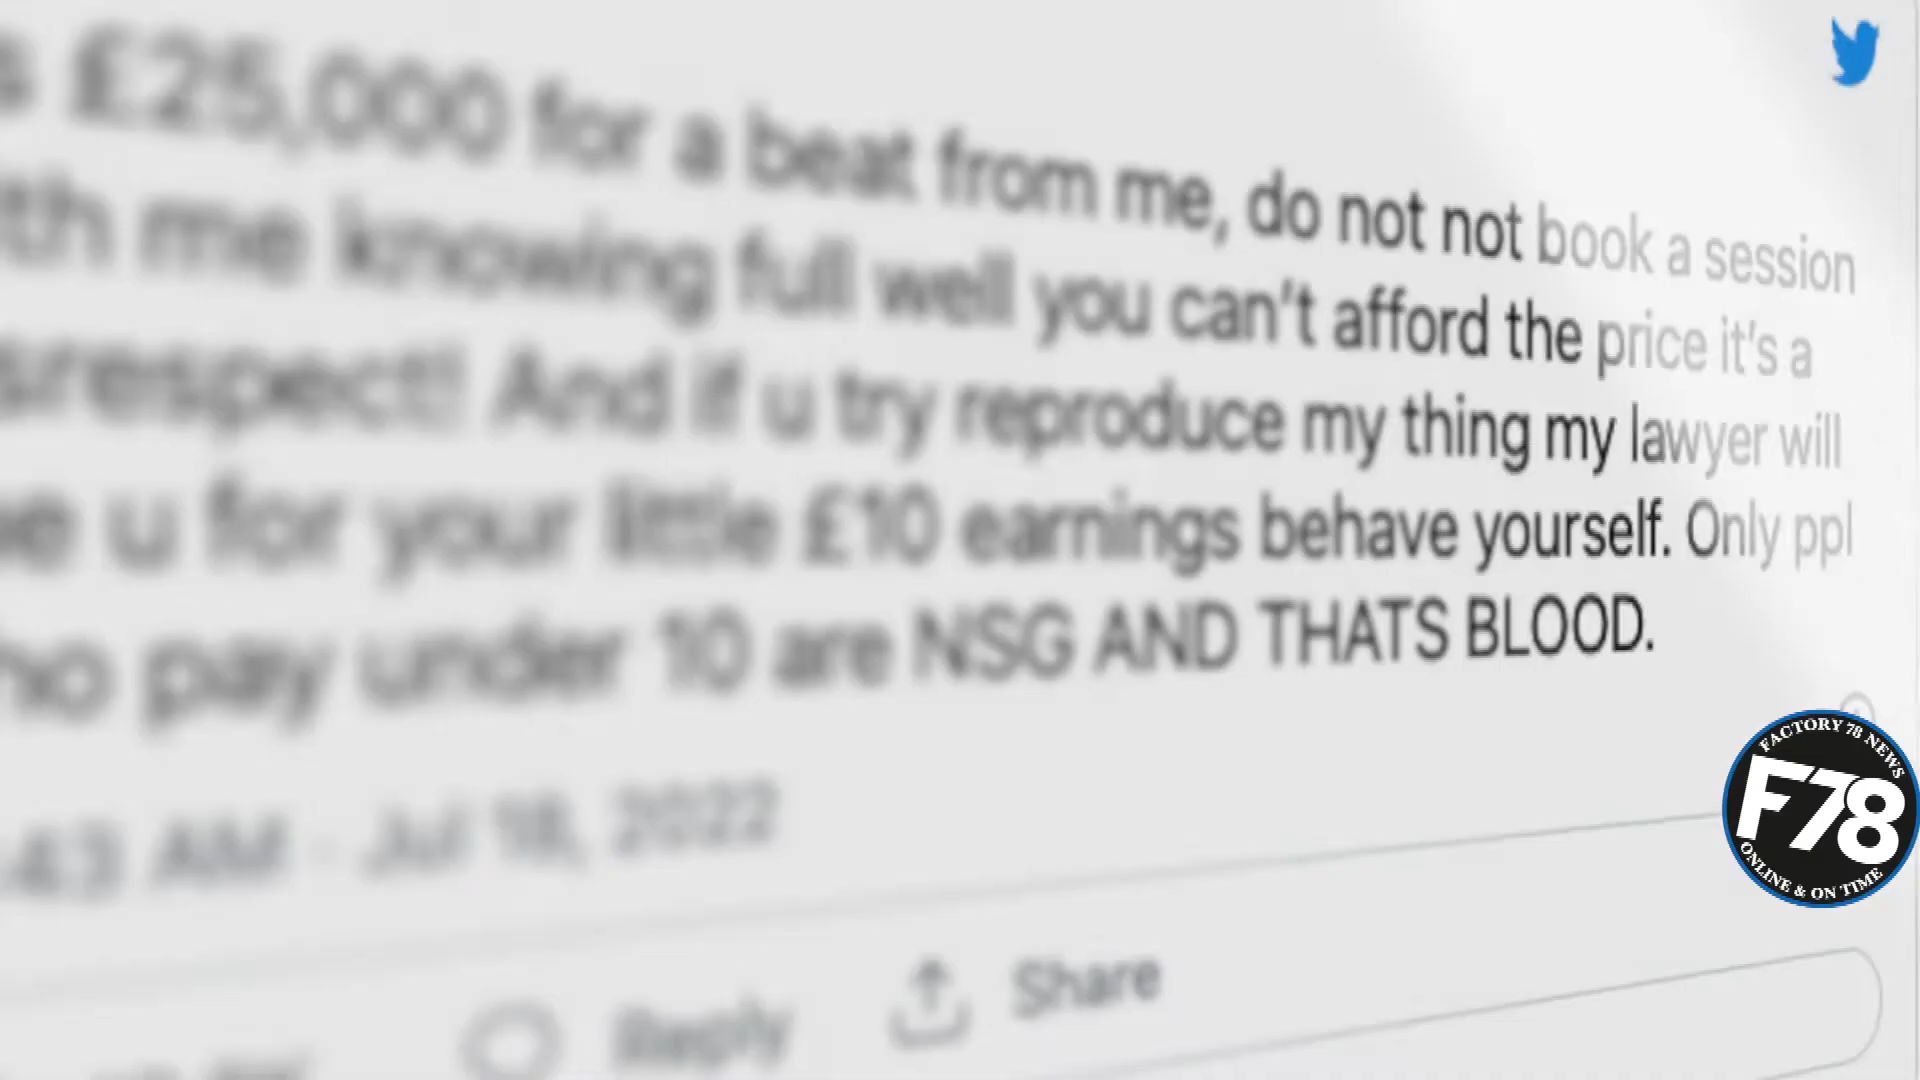 £25,000 for a beat from me, do not not book a session
me knowing full well you can't afford the price it's a
And if u try reproduce my thing my lawyer will
u for your little £10 earnings behave yourself. Only ppl
pay under 10 are NSG AND THATS BLOOD.
43 AM · Jul 18, 2022
Reply
Share
FACTORY 78 NEWS
F78
ONLINE & ON TIME